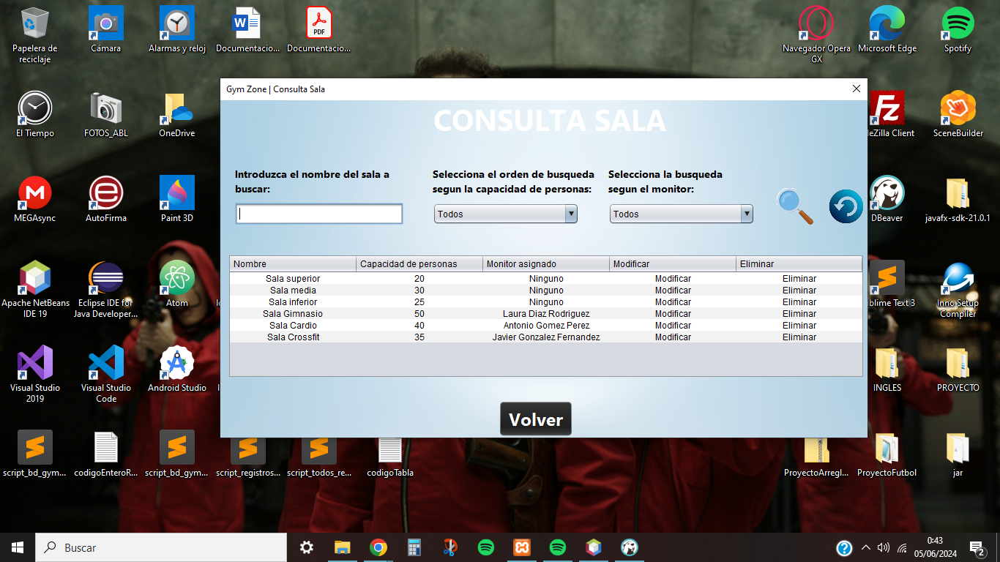 Papelera de
reciclaje
Cámara
Alarmas y reloj
Documentacio...
PDF
Documentacio...
Navegador Opera
GX
Microsoft Edge
Spotify
El Tiempo
FOTOS_ABL
OneDrive
eZilla Client
SceneBuilder
MEGAsync
AutoFirma
Paint 3D
DBeaver
javafx-sdk-21.0.1
Apache NetBeans
IDE 19
Eclipse IDE for
Java Developer...
Atom
blime Text 3
Inno Setup
Compiler
Visual Studio
2019
Visual Studio
Code
Android Studio
INGLES
PROYECTO
script_bd_gym...
codigoEnteroR...
script_bd_gym...
script_registros...
script_todos_re...
codigoTabla
ProyectoArregl...
ProyectoFutbol
jar
Gym Zone | Consulta Sala
CONSULTA SALA
Introduzca el nombre del sala a
buscar:
Selecciona el orden de busqueda
segun la capacidad de personas:
Selecciona la busqueda
segun el monitor:
Todos
Todos
Nombre Capacidad de personas Monitor asignado Modificar Eliminar
Sala superior 20 Ninguno Modificar Eliminar
Sala media 30 Ninguno Modificar Eliminar
Sala inferior 25 Ninguno Modificar Eliminar
Sala Gimnasio 50 Laura Diaz Rodriguez Modificar Eliminar
Sala Cardio 40 Antonio Gomez Perez Modificar Eliminar
Sala Crossfit 35 Javier Gonzalez Fernandez Modificar Eliminar
Volver
Buscar
0:43
05/06/2024
2